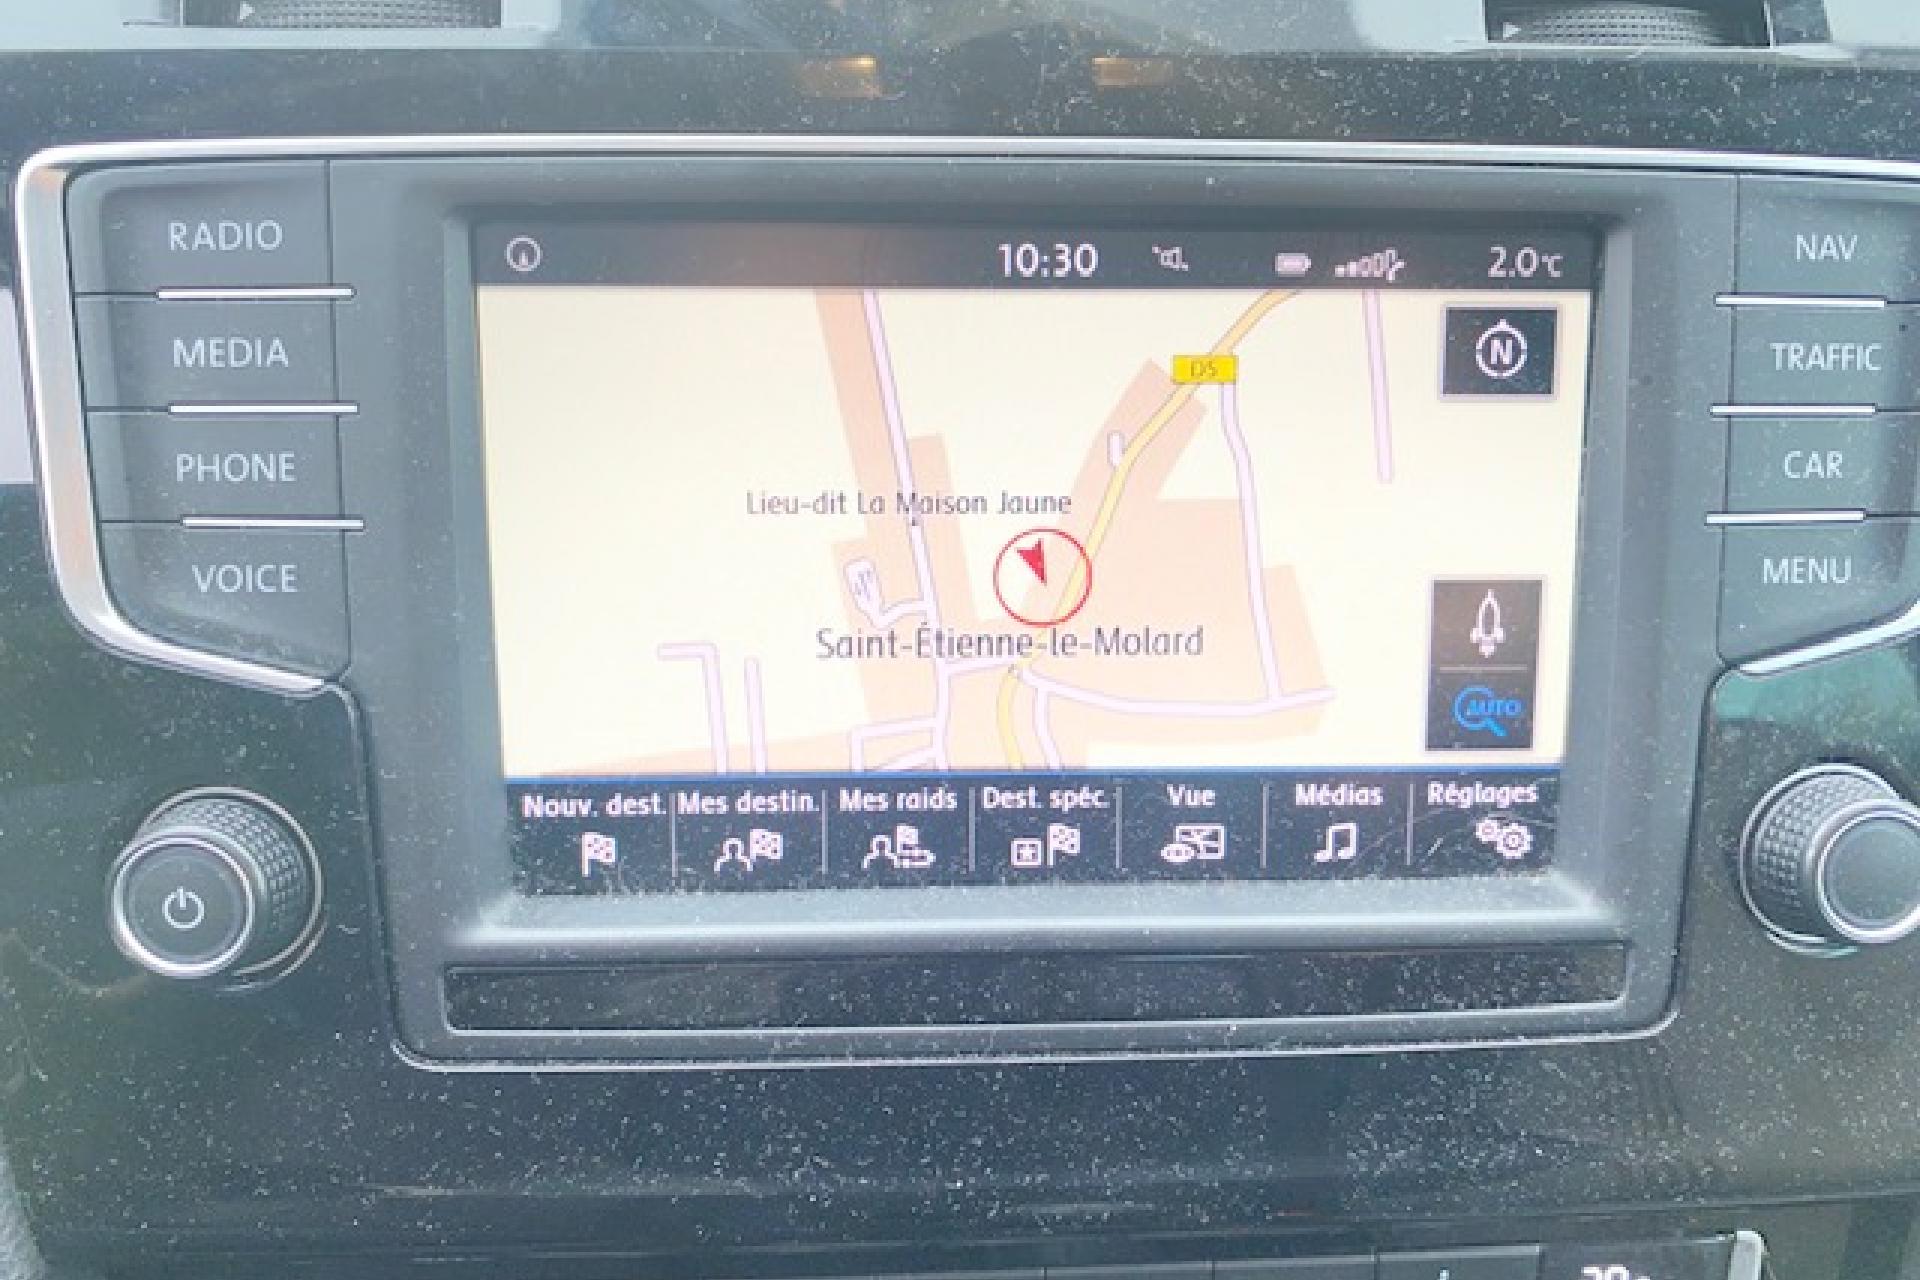 RADIO
MEDIA
PHONE
VOICE
10:30
2.0°C
N
D5
Lieu-dit La Maison Jaune
Saint-Étienne-le-Molard
AUTO
Nouv. dest.
Mes destin.
Mes raids
Dest. spéc.
Vue
Médias
Réglages
NAV
TRAFFIC
CAR
MENU